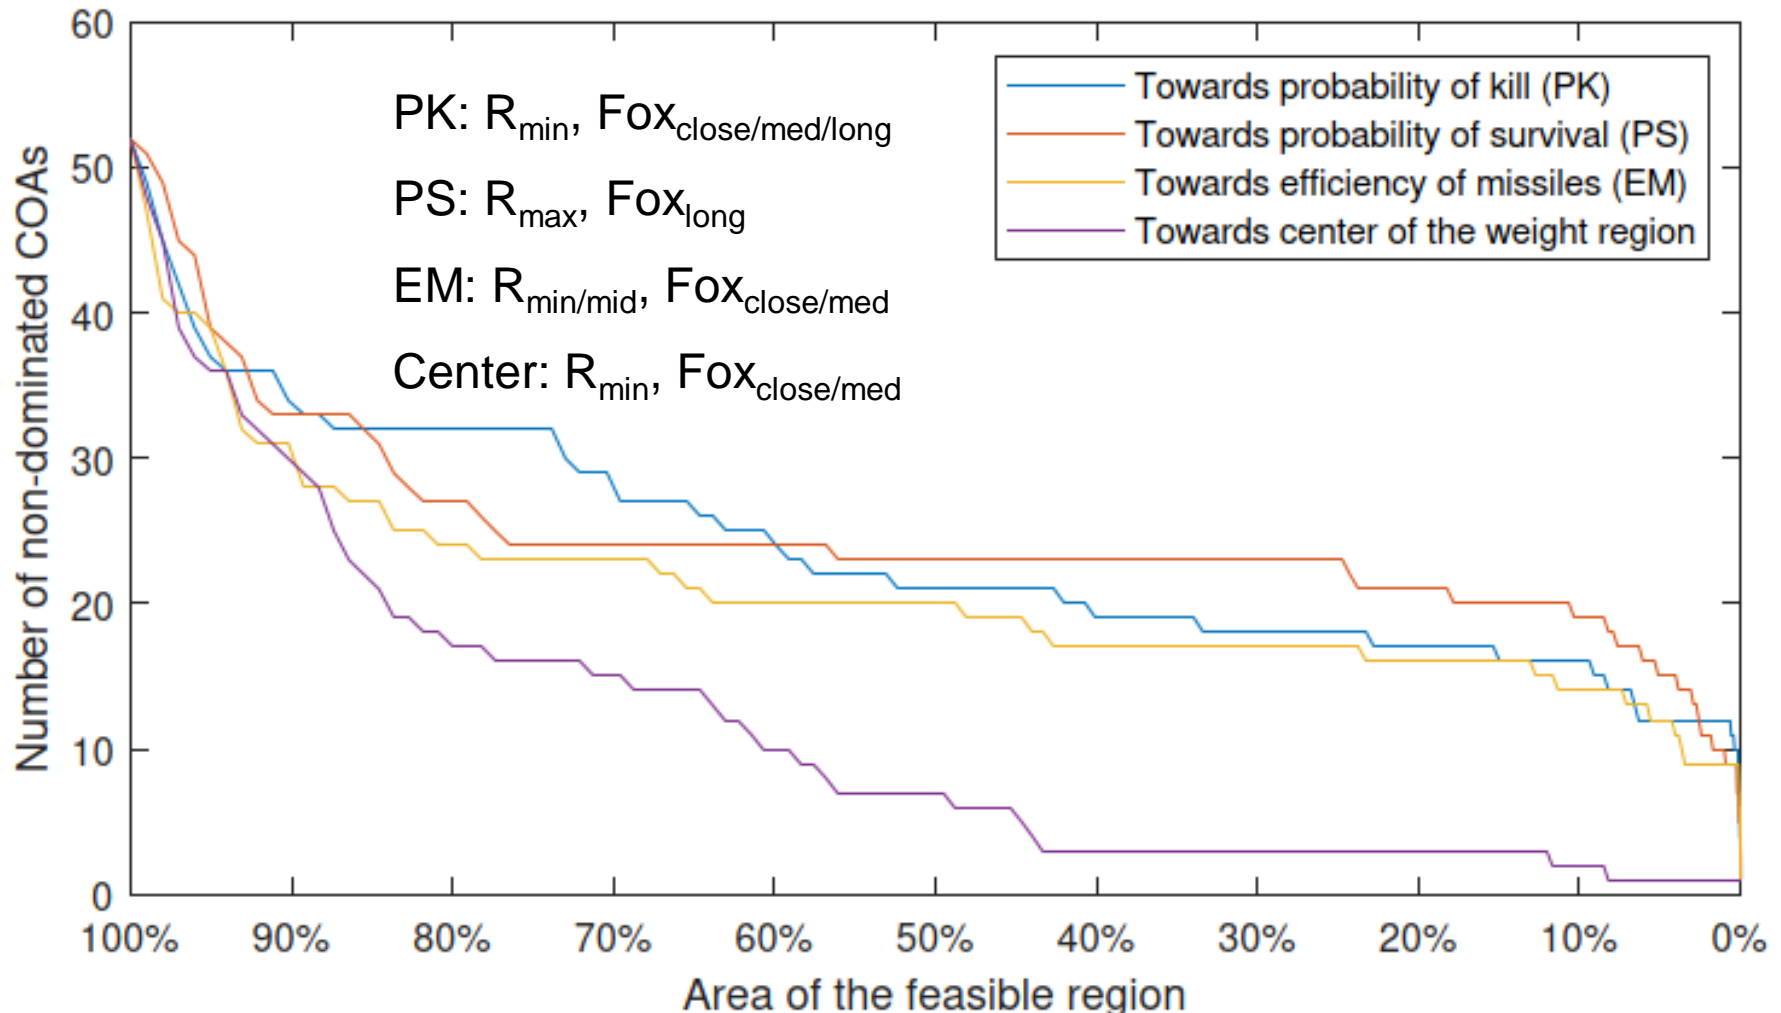 60
50
40
30
20
10
0
Number of non-dominated COAs
PK: Rmin, Foxclose/med/long
PS: Rmax, Foxlong
EM: Rmin/mid, Foxclose/med
Center: Rmin, Foxclose/med
Towards probability of kill (PK)
Towards probability of survival (PS)
Towards efficiency of missiles (EM)
Towards center of the weight region
100% 90% 80% 70% 60% 50% 40% 30% 20% 10% 0%
Area of the feasible region